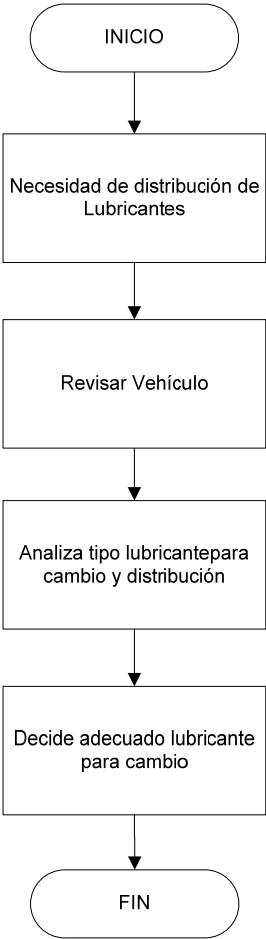 INICIO
Necesidad de distribución de
Lubricantes
Revisar Vehículo
Analiza tipo lubricantepara
cambio y distribución
Decide adecuado lubricante
para cambio
FIN